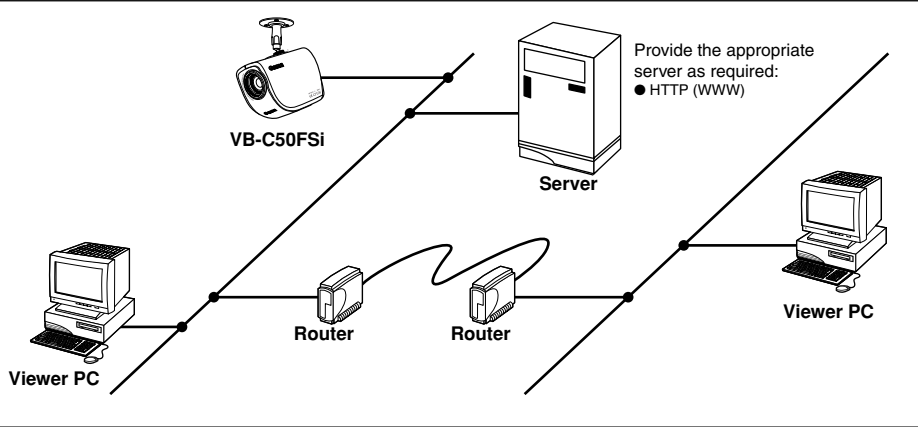 Provide the appropriate
server as required:
● HTTP (WWW)
VB-C50FSi
Server
Viewer PC
Router
Router
Viewer PC